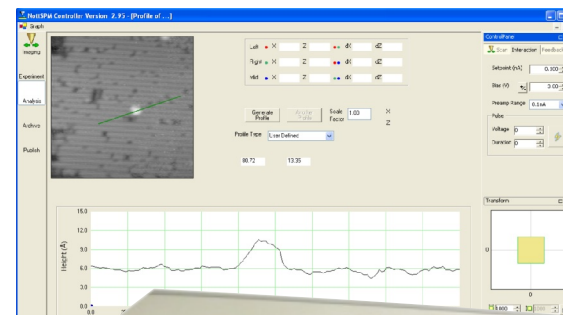 NottSPM Controller Version 2.95 - [Profile of ...]
Graph
Imaging
Experiment
Analysis
Archive
Publish
Left X Z dX dZ
Right X Z dX dZ
Mid X Z dX dZ
Generate Profile
Scale Factor 1.00 X Z
Profile Type User Defined
80.72 13.35
ControlPanel
Scan Interaction Feedback
Setpoint (nA) 0.300
Bias (V) 3.00
Preamp Range 0.1nA
Pulse
Voltage 0
Duration 0
Transform
0
0
Height (Å)
15.0
12.0
9.0
6.0
3.0
0.0
0.0